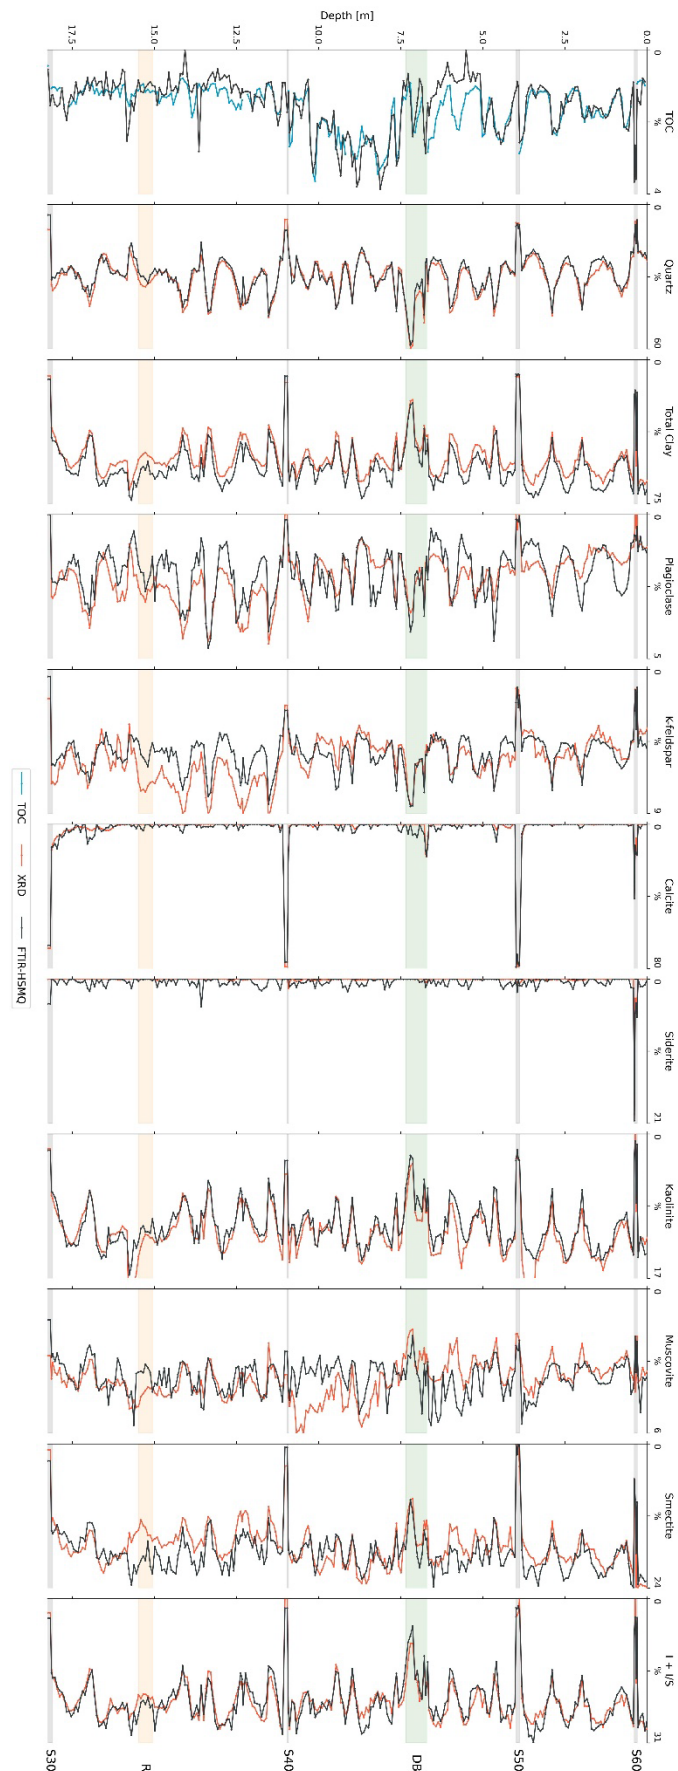 TOC Quartz Total Clay Plagioclase K-feldspar Calcite Siderite Kaolinite Muscovite Smectite I + I/S
0 % 4 0 % 60 0 % 75 0 % 5 0 % 9 0 % 80 0 % 21 0 % 17 0 % 6 0 % 24 0 % 31
Depth [m]
0.0
2.5
5.0
7.5
10.0
12.5
15.0
17.5
S60
S50
DB
S40
R
S30
TOC XRD FTIR-HSMQ